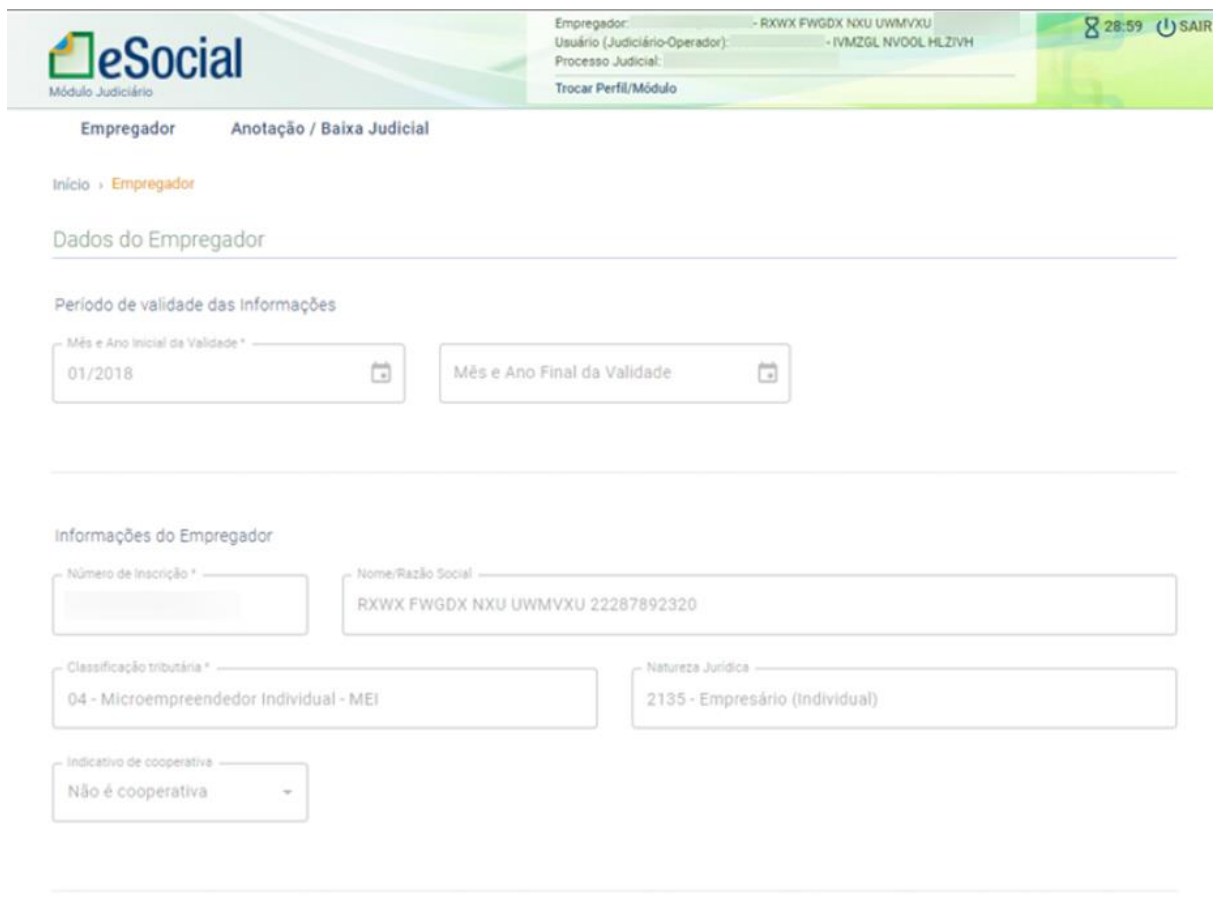 eSocial
Módulo Judiciário
Empregador: - RXWX FWGDX NXU UWMVXU
Usuário (Judiciário-Operador): - IVMZGL NVOOL HLZIVH
Processo Judicial:
Trocar Perfil/Módulo
28:59 SAIR
Empregador Anotação / Baixa Judicial
Início › Empregador
Dados do Empregador
Período de validade das Informações
Mês e Ano Inicial da Validade *
01/2018 Mês e Ano Final da Validade
Informações do Empregador
Número de Inscrição * Nome/Razão Social
RXWX FWGDX NXU UWMVXU 22287892320
Classificação tributária * Natureza Jurídica
04 - Microempreendedor Individual - MEI 2135 - Empresário (Individual)
Indicativo de cooperativa
Não é cooperativa